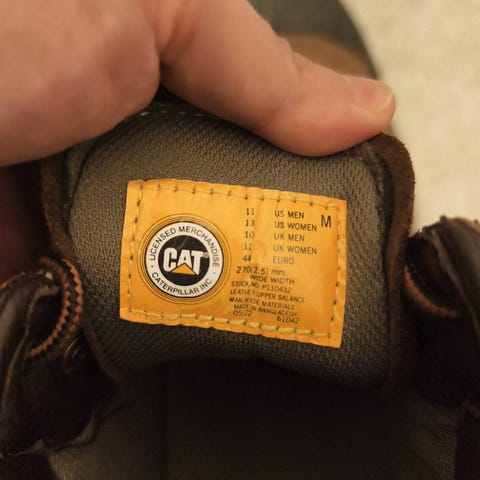 LICENSED MERCHANDISE
CAT
CATERPILLAR INC
M
11 US MEN
13 US WOMEN
10 UK MEN
11 UK WOMEN
44 EURO
270(2.5) mm
WIDE WIDTH
STOCK NO. P110432
LEATHER UPPER BALANCE
MAN MADE MATERIALS
MADE IN BANGLADESH
05/22 61042